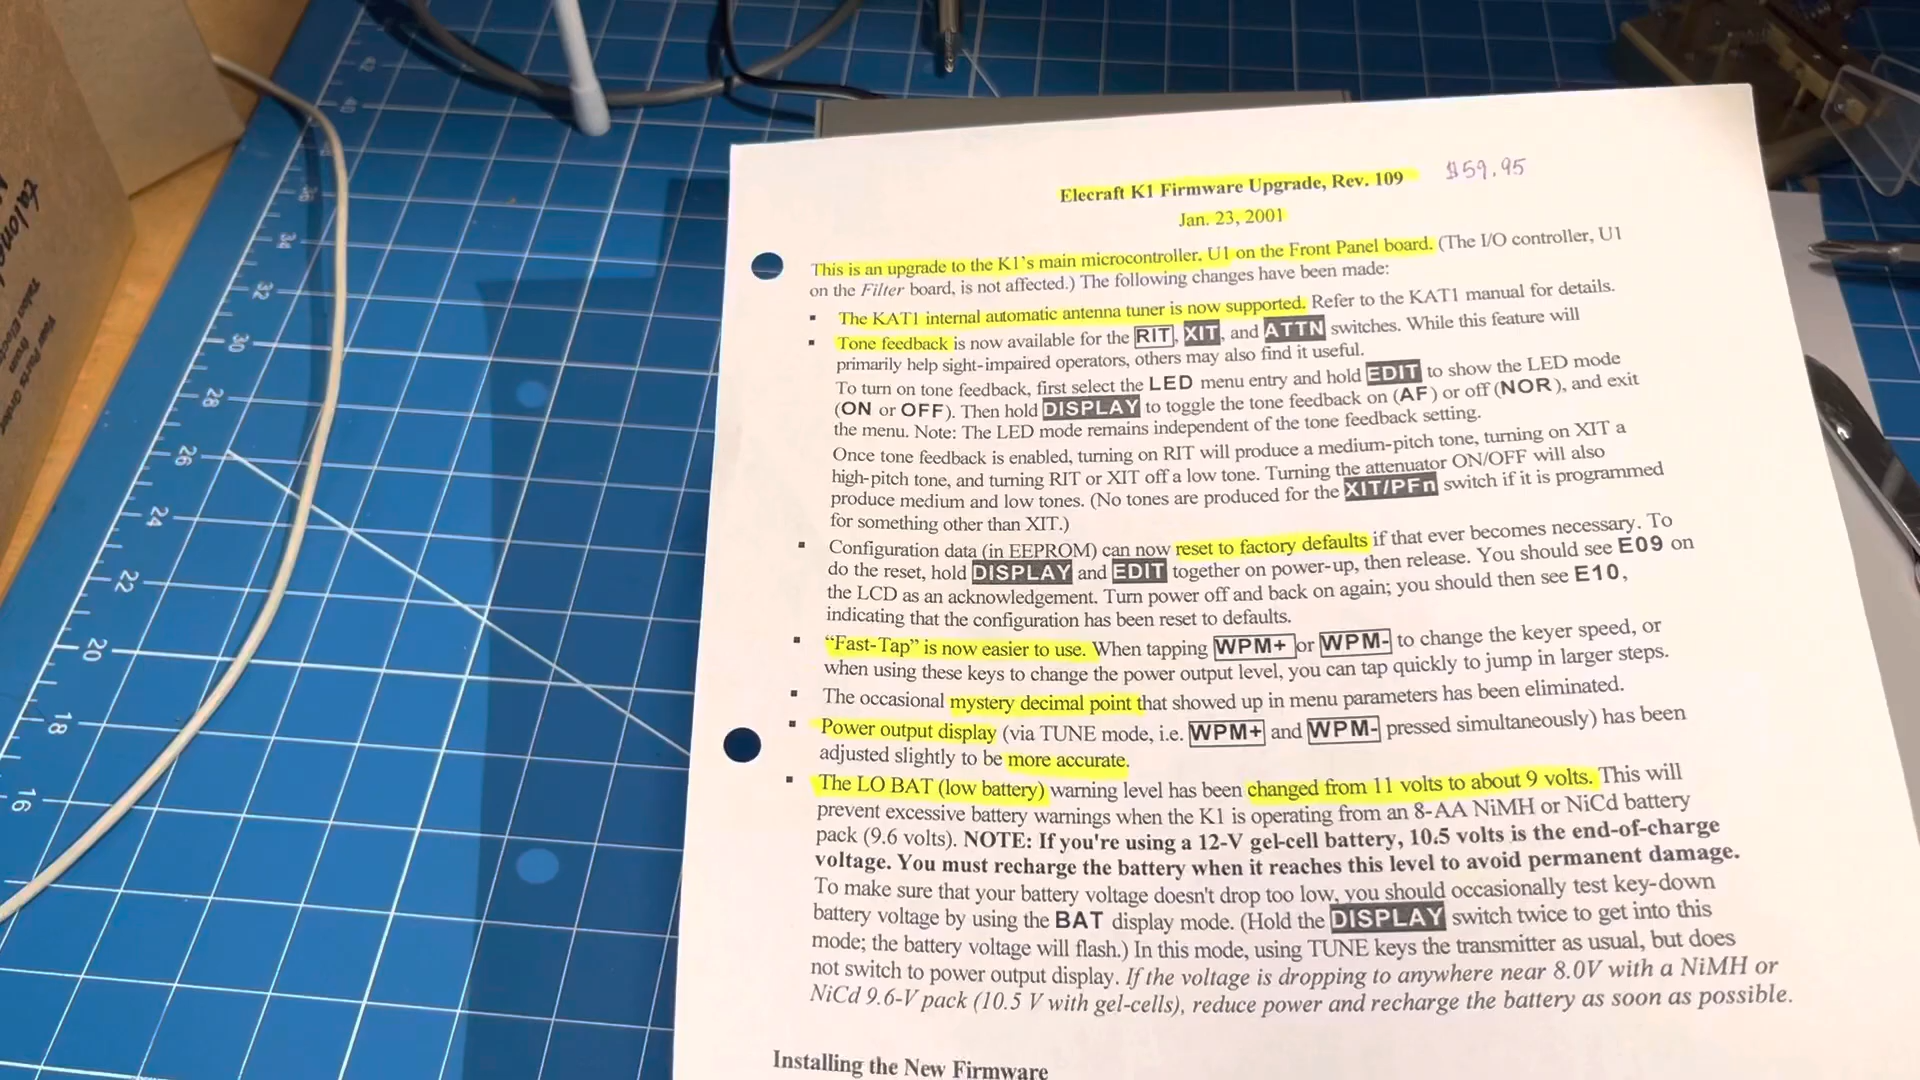 Elecraft K1 Firmware Upgrade, Rev. 109
$59.95
Jan. 23, 2001
This is an upgrade to the K1's main microcontroller, U1 on the Front Panel board. (The I/O controller, U1
on the Filter board, is not affected.) The following changes have been made:
▪ The KAT1 internal automatic antenna tuner is now supported. Refer to the KAT1 manual for details.
▪ Tone feedback is now available for the RIT, XIT, and ATTN switches. While this feature will
primarily help sight-impaired operators, others may also find it useful.
To turn on tone feedback, first select the LED menu entry and hold EDIT to show the LED mode
(ON or OFF). Then hold DISPLAY to toggle the tone feedback on (AF) or off (NOR), and exit
the menu. Note: The LED mode remains independent of the tone feedback setting.
Once tone feedback is enabled, turning on RIT will produce a medium-pitch tone, turning on XIT a
high-pitch tone, and turning RIT or XIT off a low tone. Turning the attenuator ON/OFF will also
produce medium and low tones. (No tones are produced for the XIT/PFn switch if it is programmed
for something other than XIT.)
▪ Configuration data (in EEPROM) can now reset to factory defaults if that ever becomes necessary. To
do the reset, hold DISPLAY and EDIT together on power-up, then release. You should see E09 on
the LCD as an acknowledgement. Turn power off and back on again; you should then see E10,
indicating that the configuration has been reset to defaults.
▪ “Fast-Tap” is now easier to use. When tapping WPM+ or WPM- to change the keyer speed, or
when using these keys to change the power output level, you can tap quickly to jump in larger steps.
▪ The occasional mystery decimal point that showed up in menu parameters has been eliminated.
▪ Power output display (via TUNE mode, i.e. WPM+ and WPM- pressed simultaneously) has been
adjusted slightly to be more accurate.
▪ The LO BAT (low battery) warning level has been changed from 11 volts to about 9 volts. This will
prevent excessive battery warnings when the K1 is operating from an 8-AA NiMH or NiCd battery
pack (9.6 volts). NOTE: If you're using a 12-V gel-cell battery, 10.5 volts is the end-of-charge
voltage. You must recharge the battery when it reaches this level to avoid permanent damage.
To make sure that your battery voltage doesn't drop too low, you should occasionally test key-down
battery voltage by using the BAT display mode. (Hold the DISPLAY switch twice to get into this
mode; the battery voltage will flash.) In this mode, using TUNE keys the transmitter as usual, but does
not switch to power output display. If the voltage is dropping to anywhere near 8.0V with a NiMH or
NiCd 9.6-V pack (10.5 V with gel-cells), reduce power and recharge the battery as soon as possible.
Installing the New Firmware
42
40
38
34
32
30
28
26
24
22
20
18
16